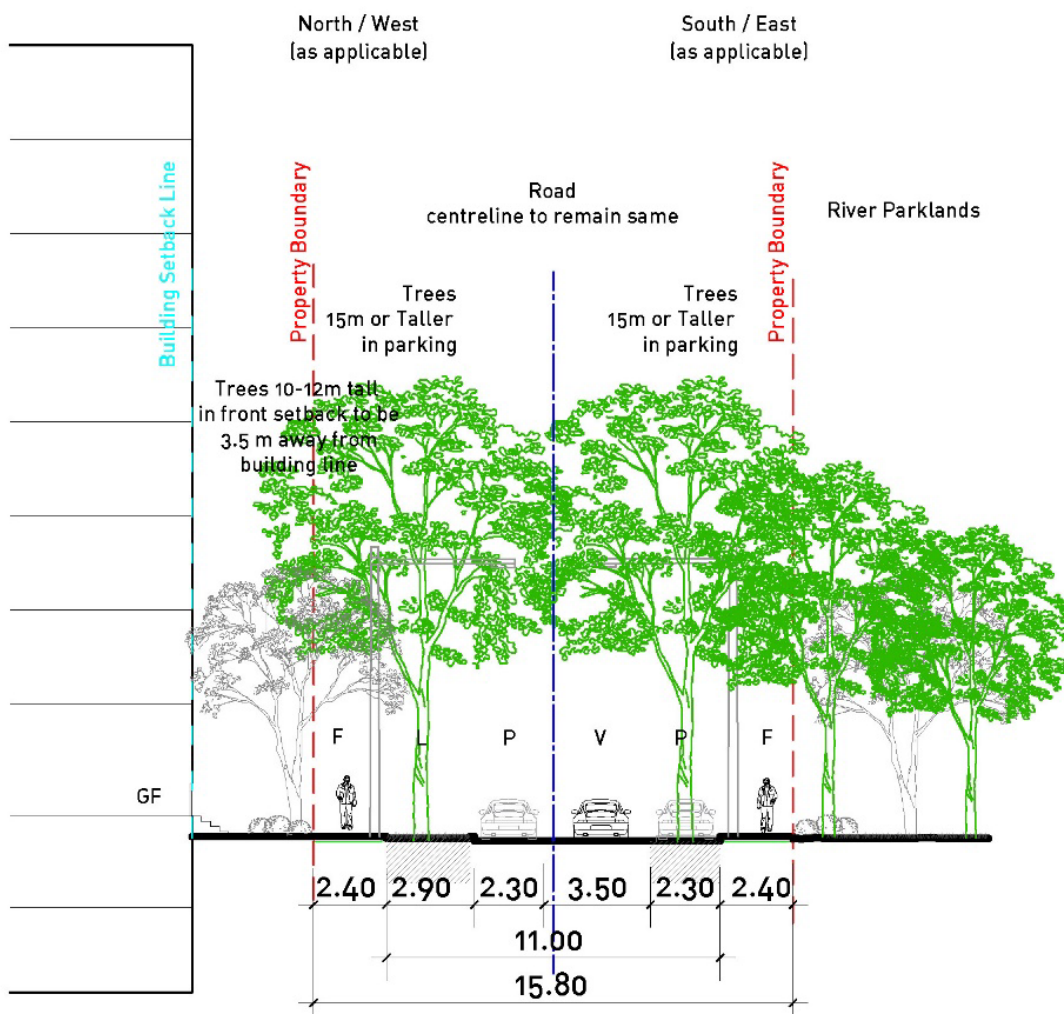 North / West
(as applicable)
South / East
(as applicable)
Building Setback Line
Property Boundary
Road
centreline to remain same
Property Boundary
River Parklands
Trees
15m or Taller
in parking
Trees
15m or Taller
in parking
Trees 10-12m tall
in front setback to be
3.5 m away from
building line
F
L
P
V
P
F
GF
2.40
2.90
2.30
3.50
2.30
2.40
11.00
15.80